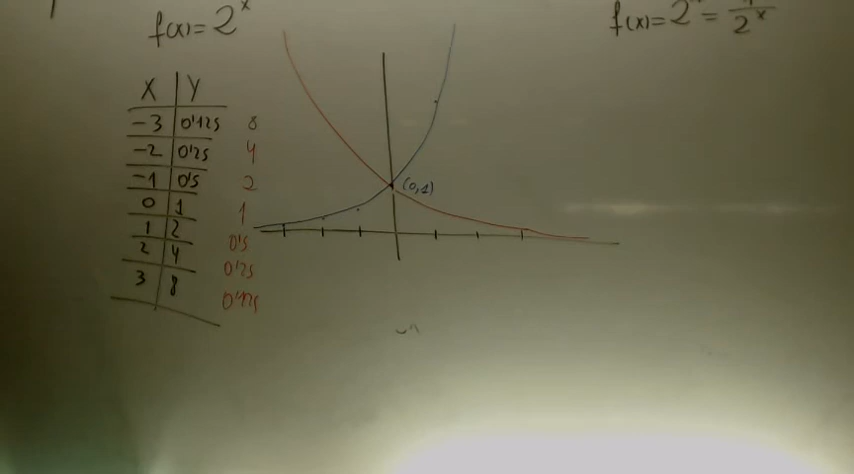 f(x) = 2^x
f(x) = 2 = 1/2^x
X Y
-3 0'125 8
-2 0'25 4
-1 0'5 2
0 1 1
1 2 0'5
2 4 0'25
3 8 0'125
(0,1)